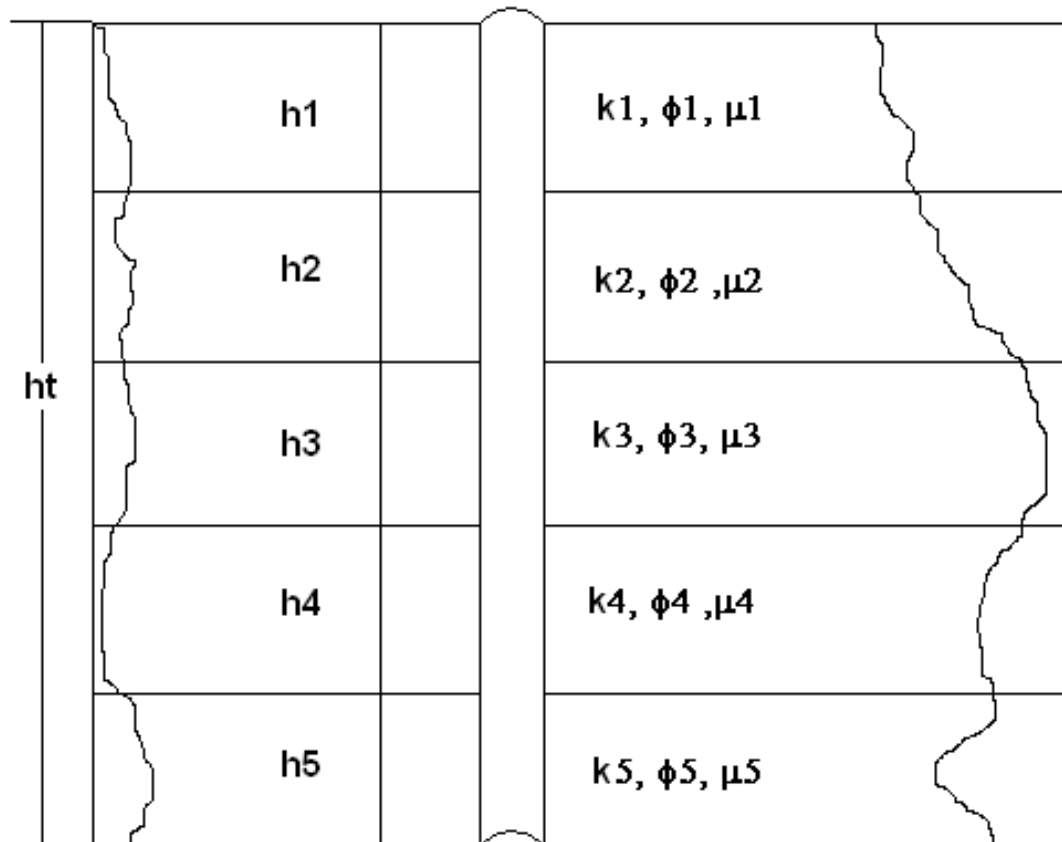 h1
k1, ϕ1, μ1
h2
k2, ϕ2 ,μ2
ht
h3
k3, ϕ3, μ3
h4
k4, ϕ4 ,μ4
h5
k5, ϕ5, μ5